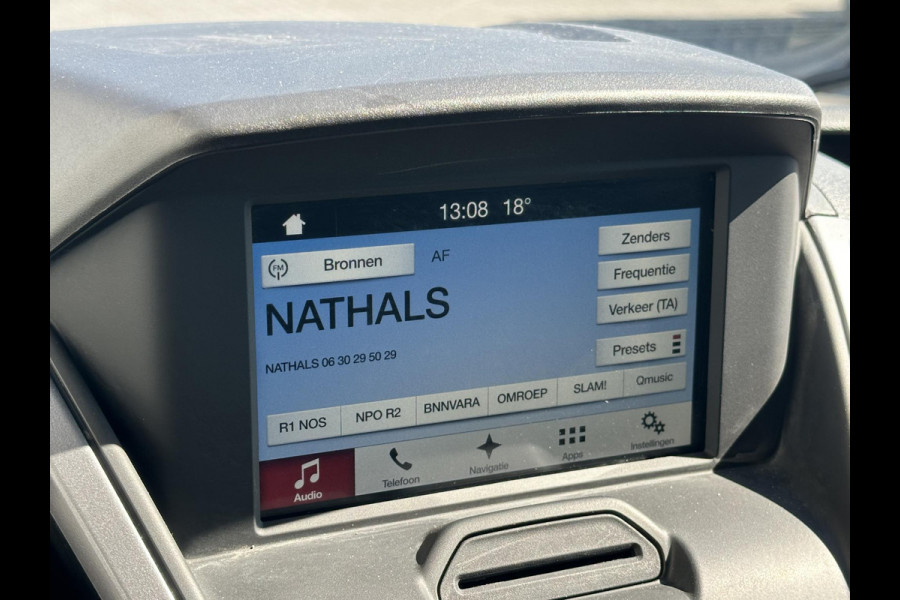 13:08 18°
FM Bronnen AF
Zenders
Frequentie
Verkeer (TA)
Presets
NATHALS
NATHALS 06 30 29 50 29
R1 NOS NPO R2 BNNVARA OMROEP SLAM! Qmusic
Audio Telefoon Navigatie Apps Instellingen